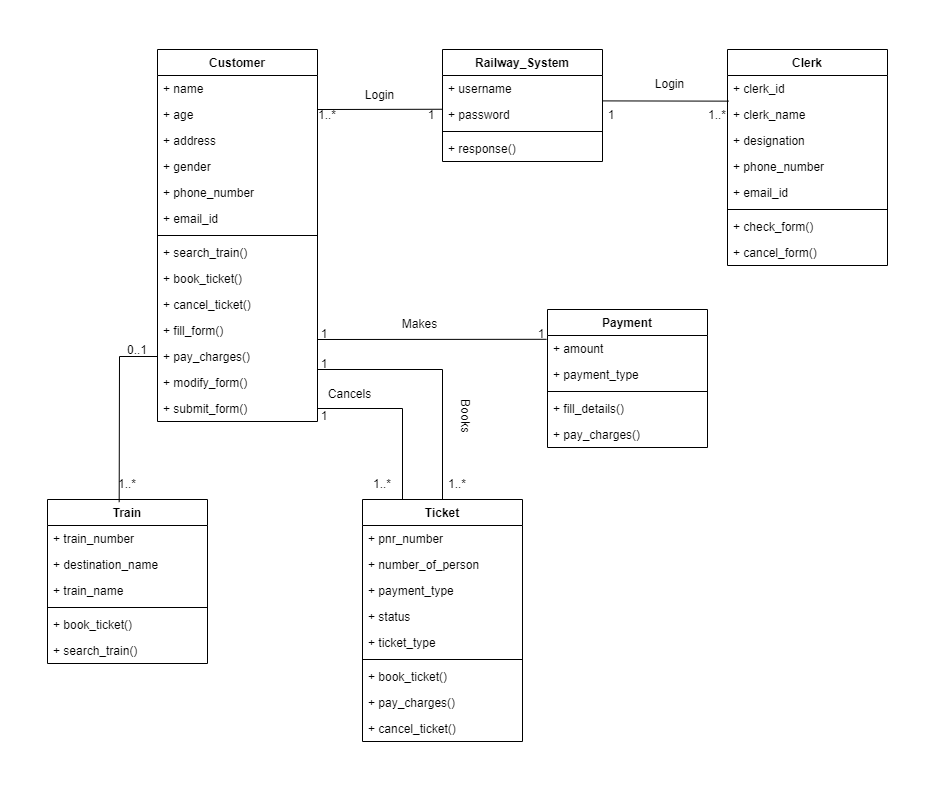 Customer
+ name
+ age
+ address
+ gender
+ phone_number
+ email_id
+ search_train()
+ book_ticket()
+ cancel_ticket()
+ fill_form()
+ pay_charges()
+ modify_form()
+ submit_form()
Login
1..*
1
Railway_System
+ username
+ password
+ response()
Login
1
1..*
Clerk
+ clerk_id
+ clerk_name
+ designation
+ phone_number
+ email_id
+ check_form()
+ cancel_form()
Makes
1
1
Payment
+ amount
+ payment_type
+ fill_details()
+ pay_charges()
1
Books
1..*
Cancels
1
1..*
0..1
1..*
Train
+ train_number
+ destination_name
+ train_name
+ book_ticket()
+ search_train()
Ticket
+ pnr_number
+ number_of_person
+ payment_type
+ status
+ ticket_type
+ book_ticket()
+ pay_charges()
+ cancel_ticket()